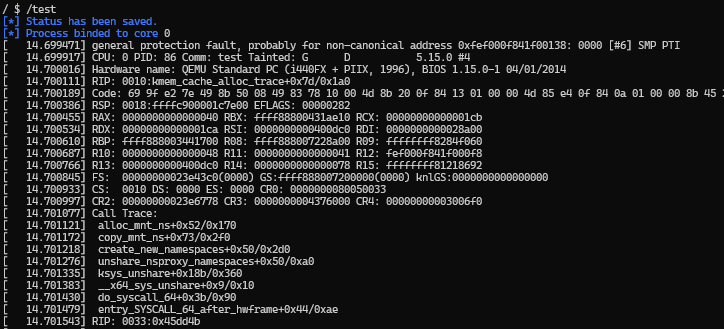 / $ /test
[*] Status has been saved.
[*] Process binded to core 0
[   14.699471] general protection fault, probably for non-canonical address 0xfef000f841f00138: 0000 [#6] SMP PTI
[   14.699917] CPU: 0 PID: 86 Comm: test Tainted: G      D           5.15.0 #4
[   14.700016] Hardware name: QEMU Standard PC (i440FX + PIIX, 1996), BIOS 1.15.0-1 04/01/2014
[   14.700111] RIP: 0010:kmem_cache_alloc_trace+0x7d/0x1a0
[   14.700189] Code: 69 9f e2 7e 49 8b 50 08 49 83 78 10 00 4d 8b 20 0f 84 13 01 00 00 4d 85 e4 0f 84 0a 01 00 00 8b 45 2
[   14.700386] RSP: 0018:ffffc900001c7e00 EFLAGS: 00000282
[   14.700455] RAX: 0000000000000040 RBX: ffff88800431ae10 RCX: 00000000000001cb
[   14.700534] RDX: 00000000000001ca RSI: 0000000000400dc0 RDI: 0000000000028a00
[   14.700610] RBP: ffff888003441700 R08: ffff888007228a00 R09: ffffffff8284f060
[   14.700687] R10: 0000000000000048 R11: 0000000000000041 R12: fef000f841f000f8
[   14.700766] R13: 0000000000400dc0 R14: 0000000000000078 R15: ffffffff81218692
[   14.700845] FS:  00000000023e43c0(0000) GS:ffff888007200000(0000) knlGS:0000000000000000
[   14.700933] CS:  0010 DS: 0000 ES: 0000 CR0: 0000000080050033
[   14.700997] CR2: 00000000023e6778 CR3: 0000000004376000 CR4: 00000000003006f0
[   14.701077] Call Trace:
[   14.701121]  alloc_mnt_ns+0x52/0x170
[   14.701172]  copy_mnt_ns+0x73/0x2f0
[   14.701218]  create_new_namespaces+0x50/0x2d0
[   14.701276]  unshare_nsproxy_namespaces+0x50/0xa0
[   14.701335]  ksys_unshare+0x18b/0x360
[   14.701383]  __x64_sys_unshare+0x9/0x10
[   14.701430]  do_syscall_64+0x3b/0x90
[   14.701479]  entry_SYSCALL_64_after_hwframe+0x44/0xae
[   14.701543] RIP: 0033:0x45dd4b